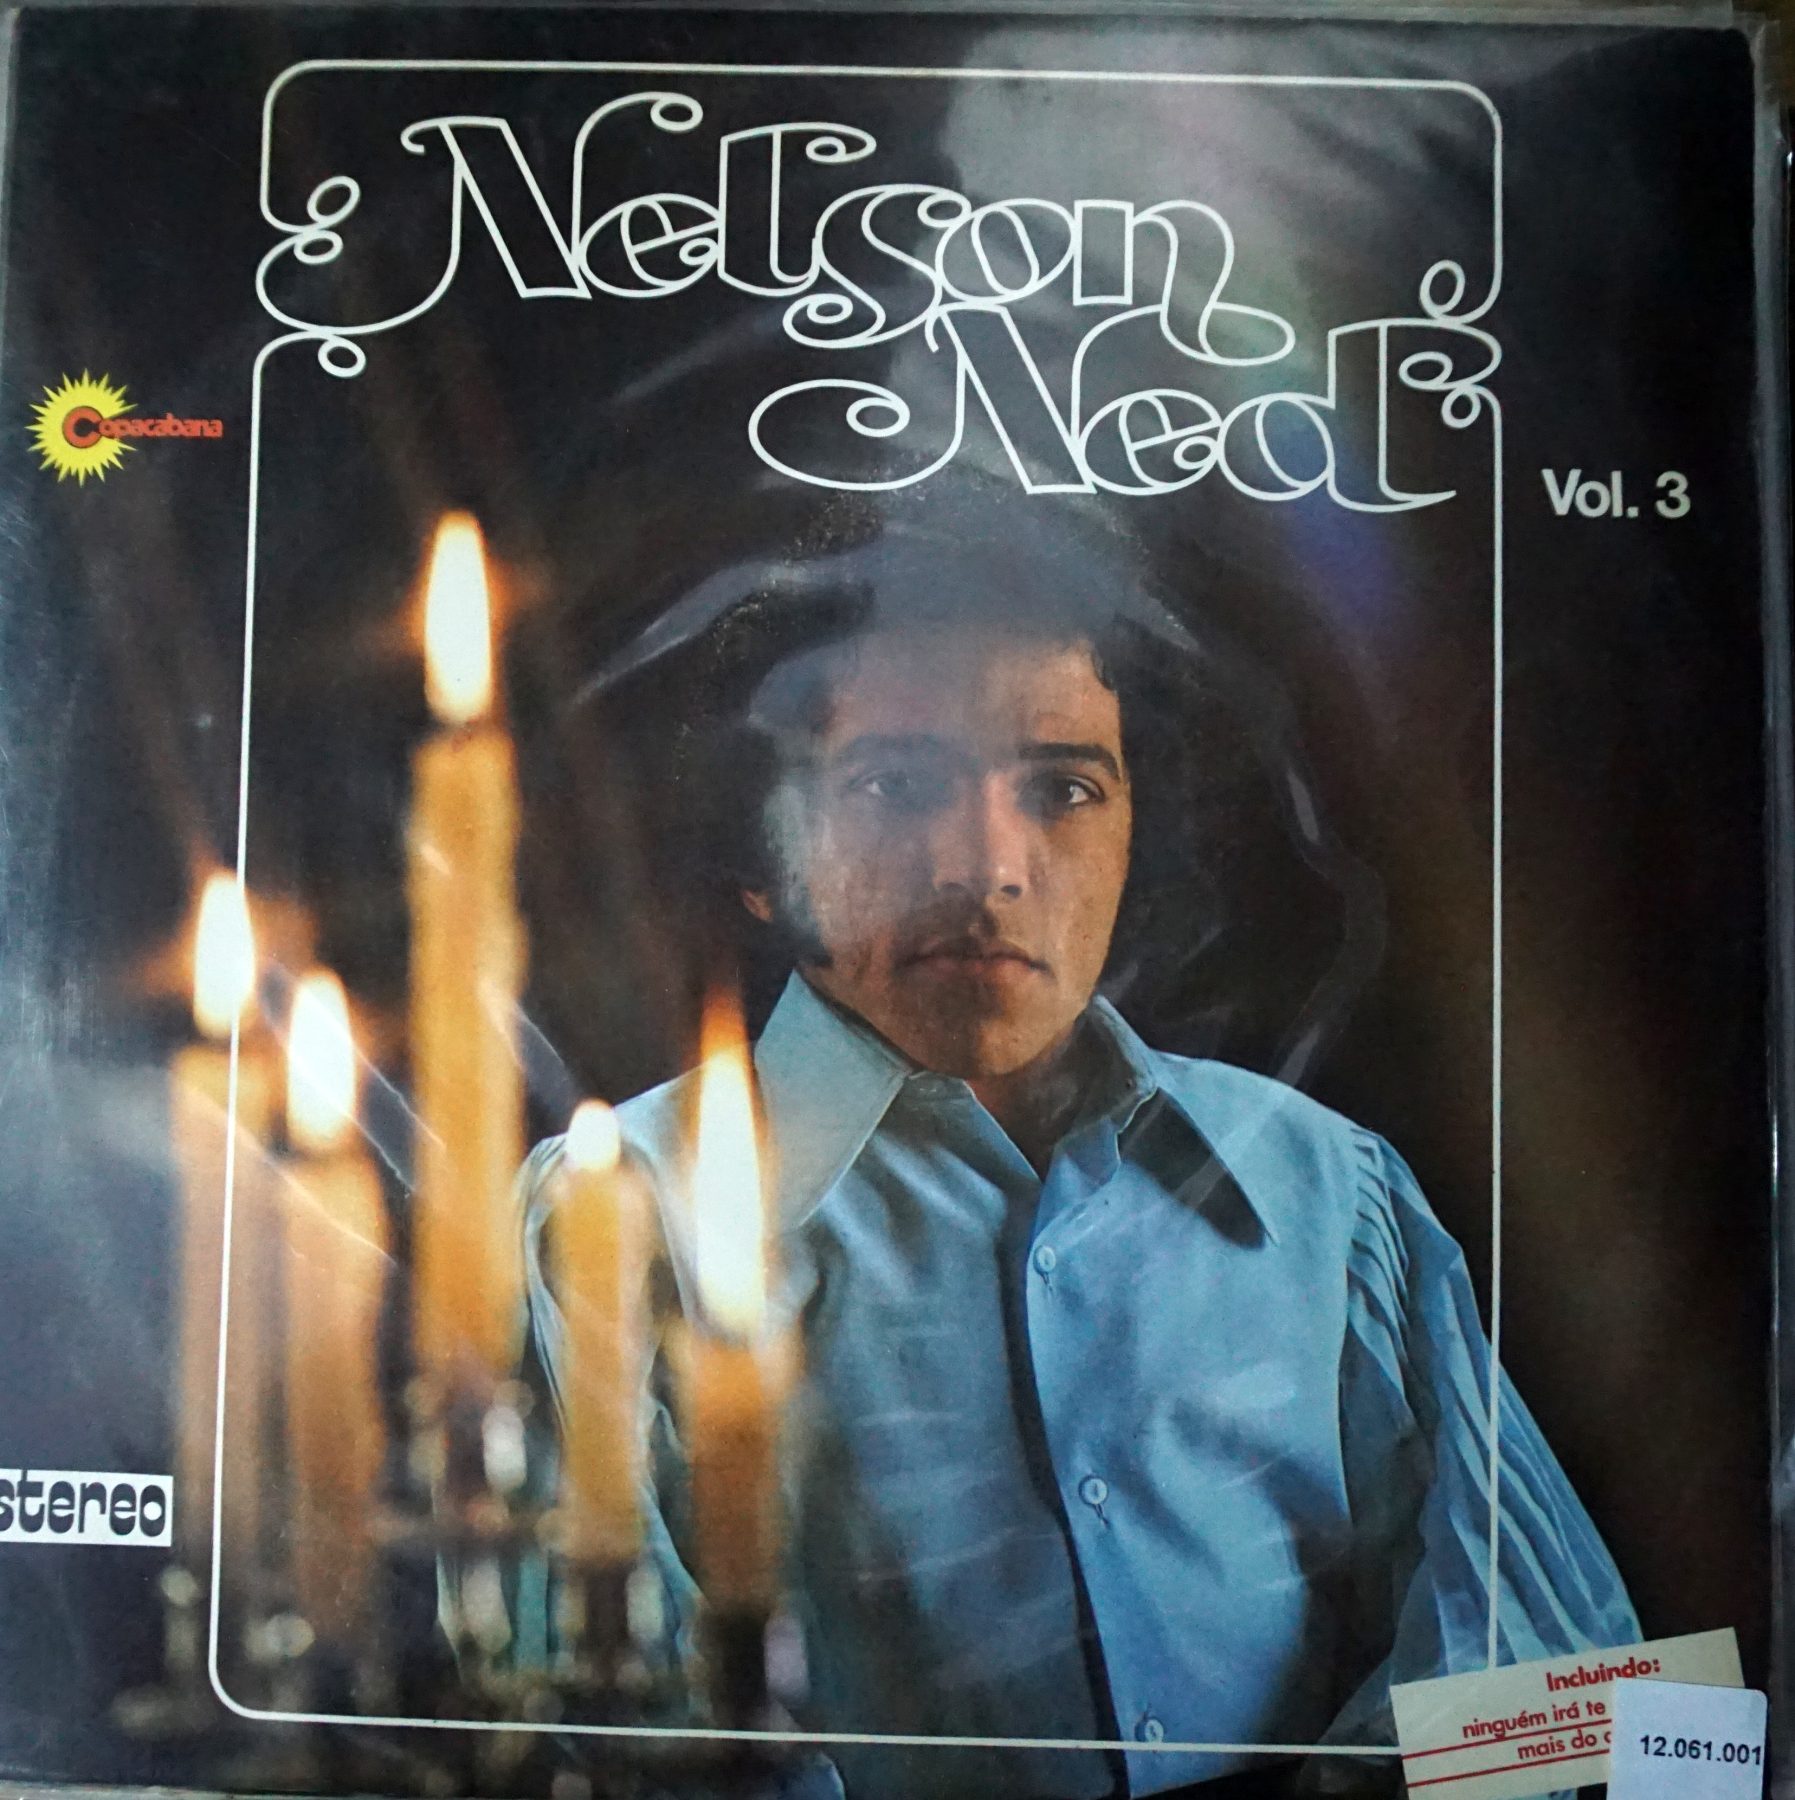 Nelson
Ned
Copacabana
Vol. 3
stereo
Incluindo:
ninguém irá te
mais do
12.061.001